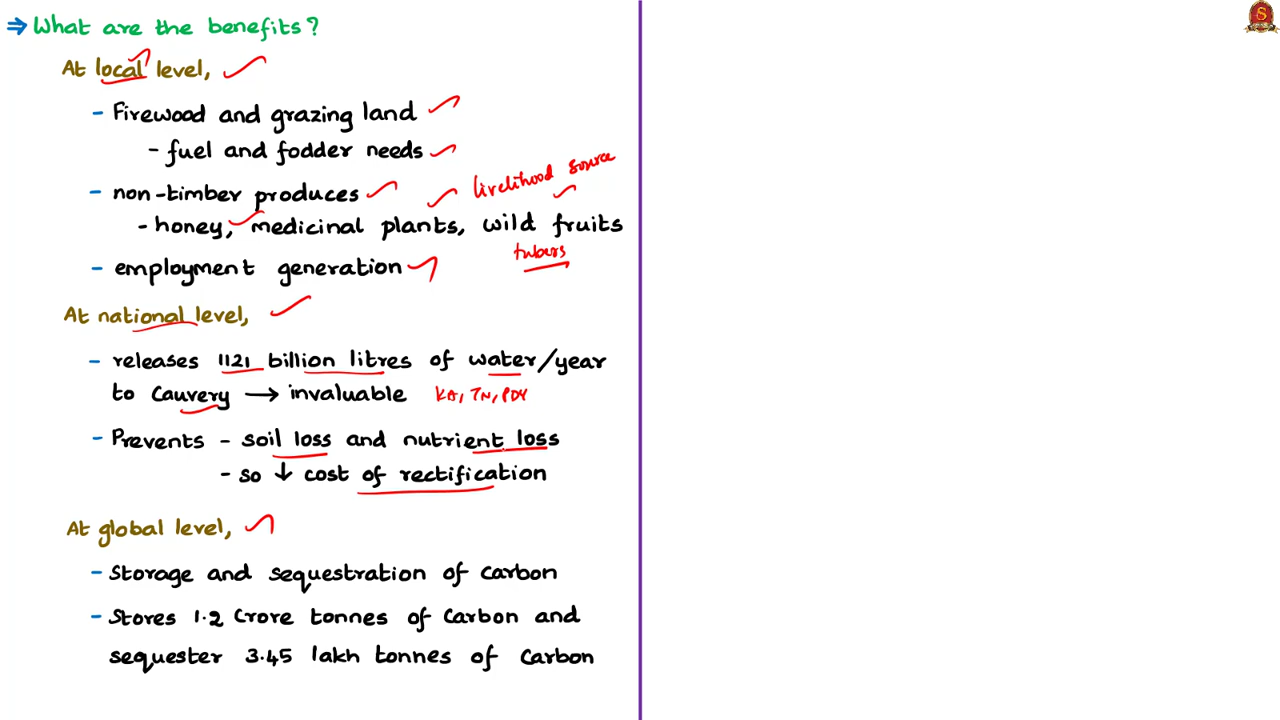 ⇒ What are the benefits?
At local level,
- Firewood and grazing land
- fuel and fodder needs
- non-timber produces
livelihood source
- honey, medicinal plants, wild fruits
tubers
- employment generation
At national level,
- releases 1121 billion litres of water/year
to Cauvery → invaluable KA, TN, PDY
- Prevents - soil loss and nutrient loss
- so ↓ cost of rectification
At global level,
- Storage and sequestration of carbon
- Stores 1.2 Crore tonnes of Carbon and
sequester 3.45 lakh tonnes of Carbon